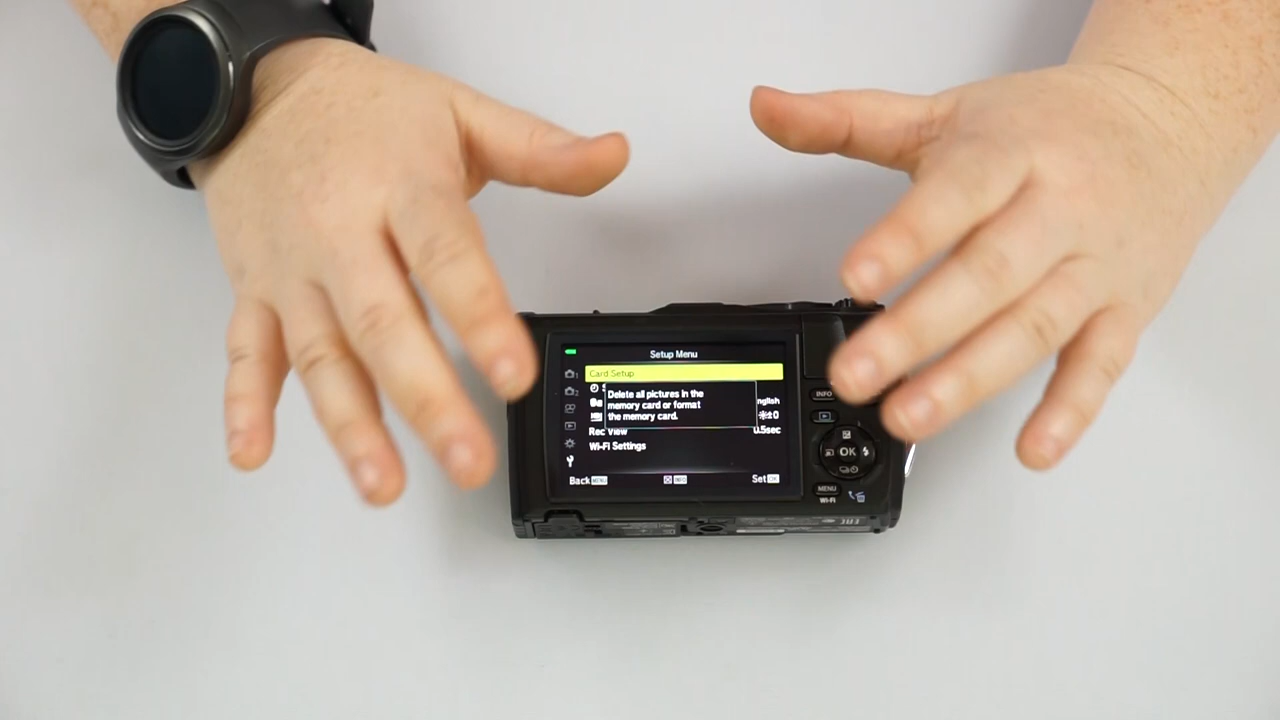 Setup Menu
Card Setup
Delete all pictures in the
memory card or format
the memory card.
nglish
±0
Rec View 0.5sec
Wi-Fi Settings
Back MENU INFO Set OK
INFO
OK
MENU
Wi-Fi